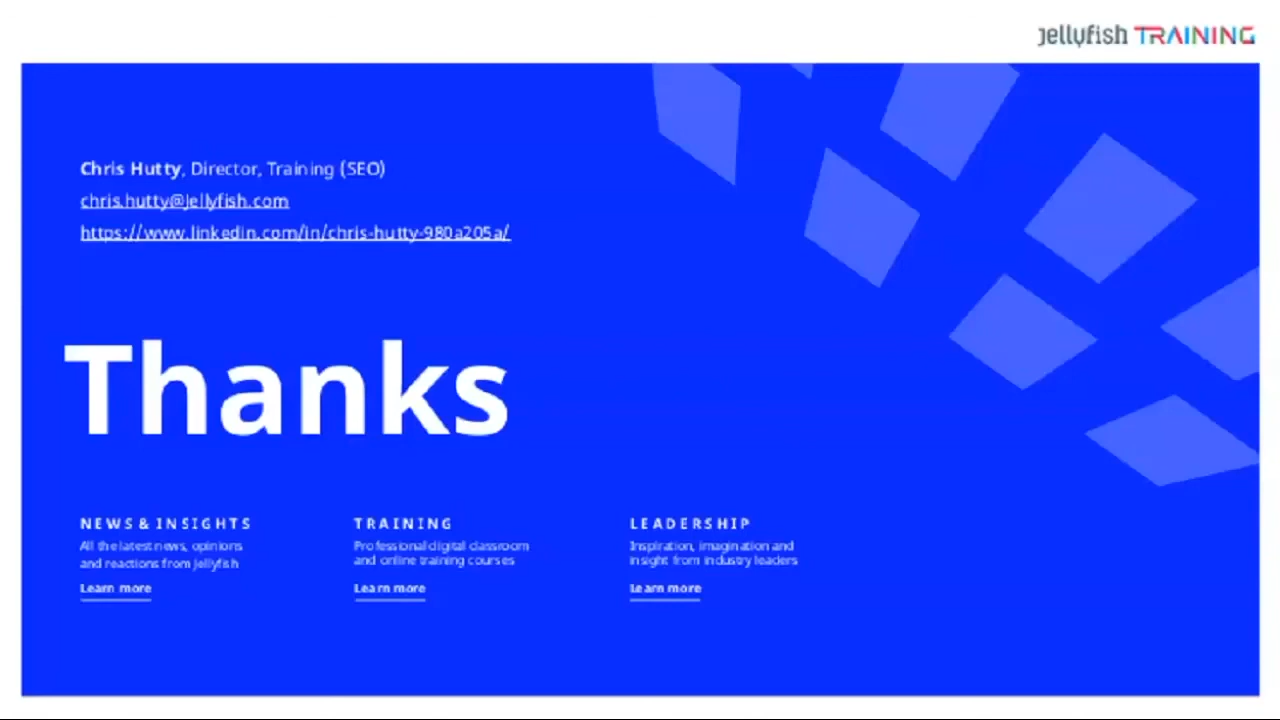 Jellyfish TRAINING
Chris Hutty, Director, Training (SEO)
chris.hutty@jellyfish.com
https://www.linkedin.com/in/chris-hutty-980a205a/
Thanks
NEWS & INSIGHTS
All the latest news, opinions
and reactions from Jellyfish
Learn more
TRAINING
Professional digital classroom
and online training courses
Learn more
LEADERSHIP
Inspiration, imagination and
insight from industry leaders
Learn more